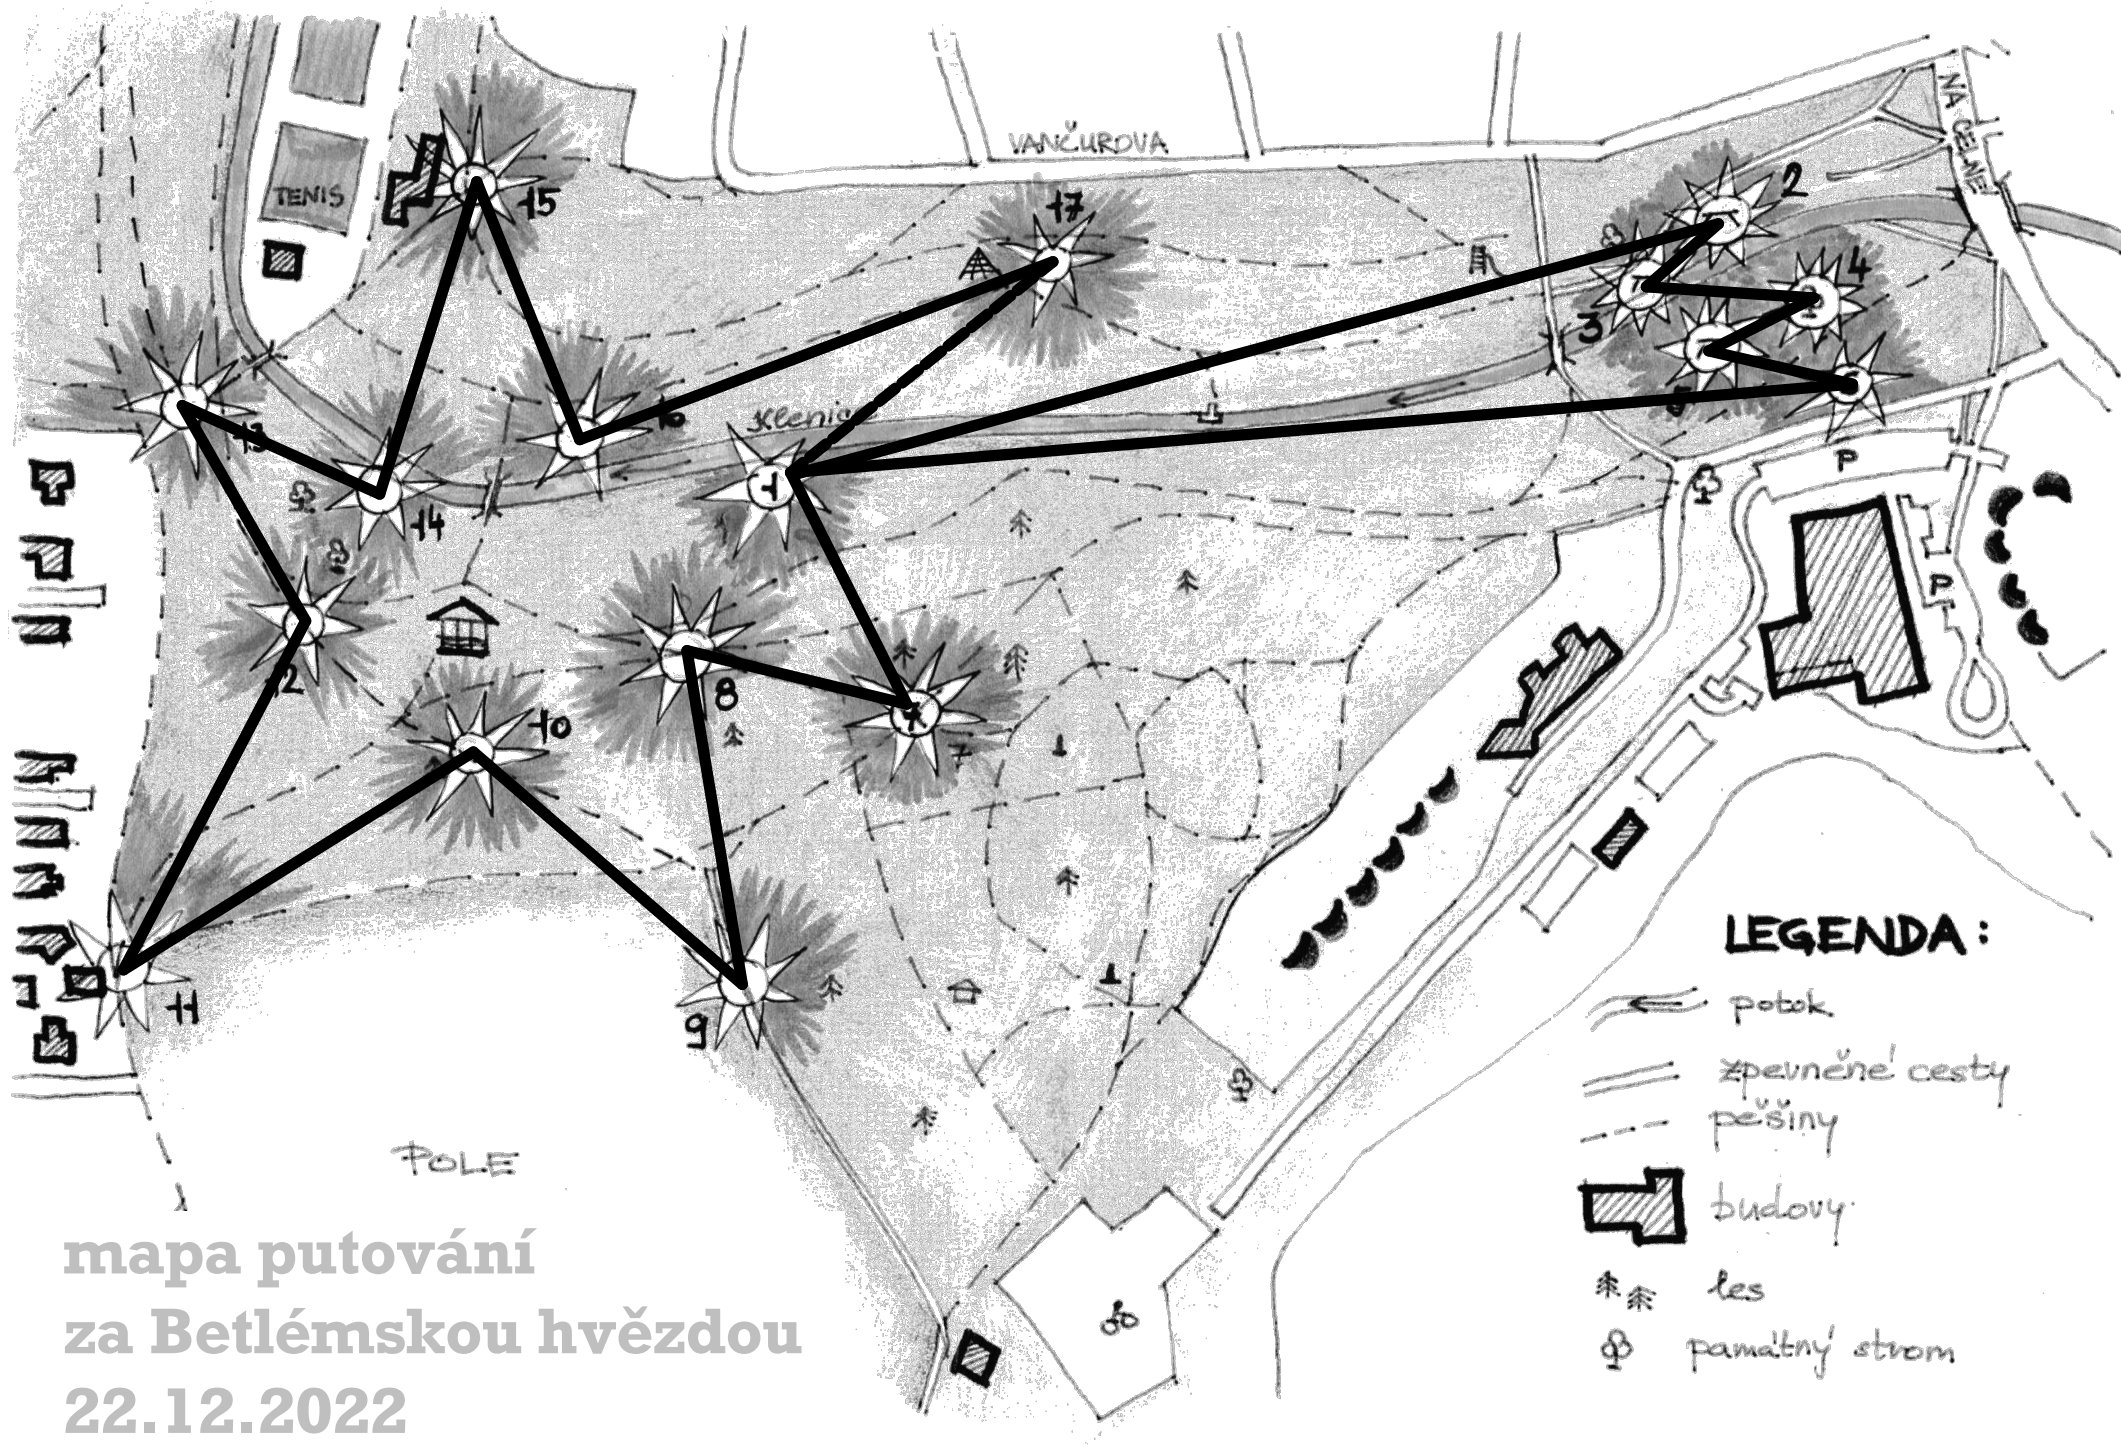 VANČUROVA
NA CELNÉ
TENIS
15
17
2
4
3
5
13
14
16
Klenice
1
P
P
12
10
8
7
9
11
POLE
LEGENDA:
potok
zpevněné cesty
pěšiny
budovy
les
památný strom
mapa putování
za Betlémskou hvězdou
22.12.2022